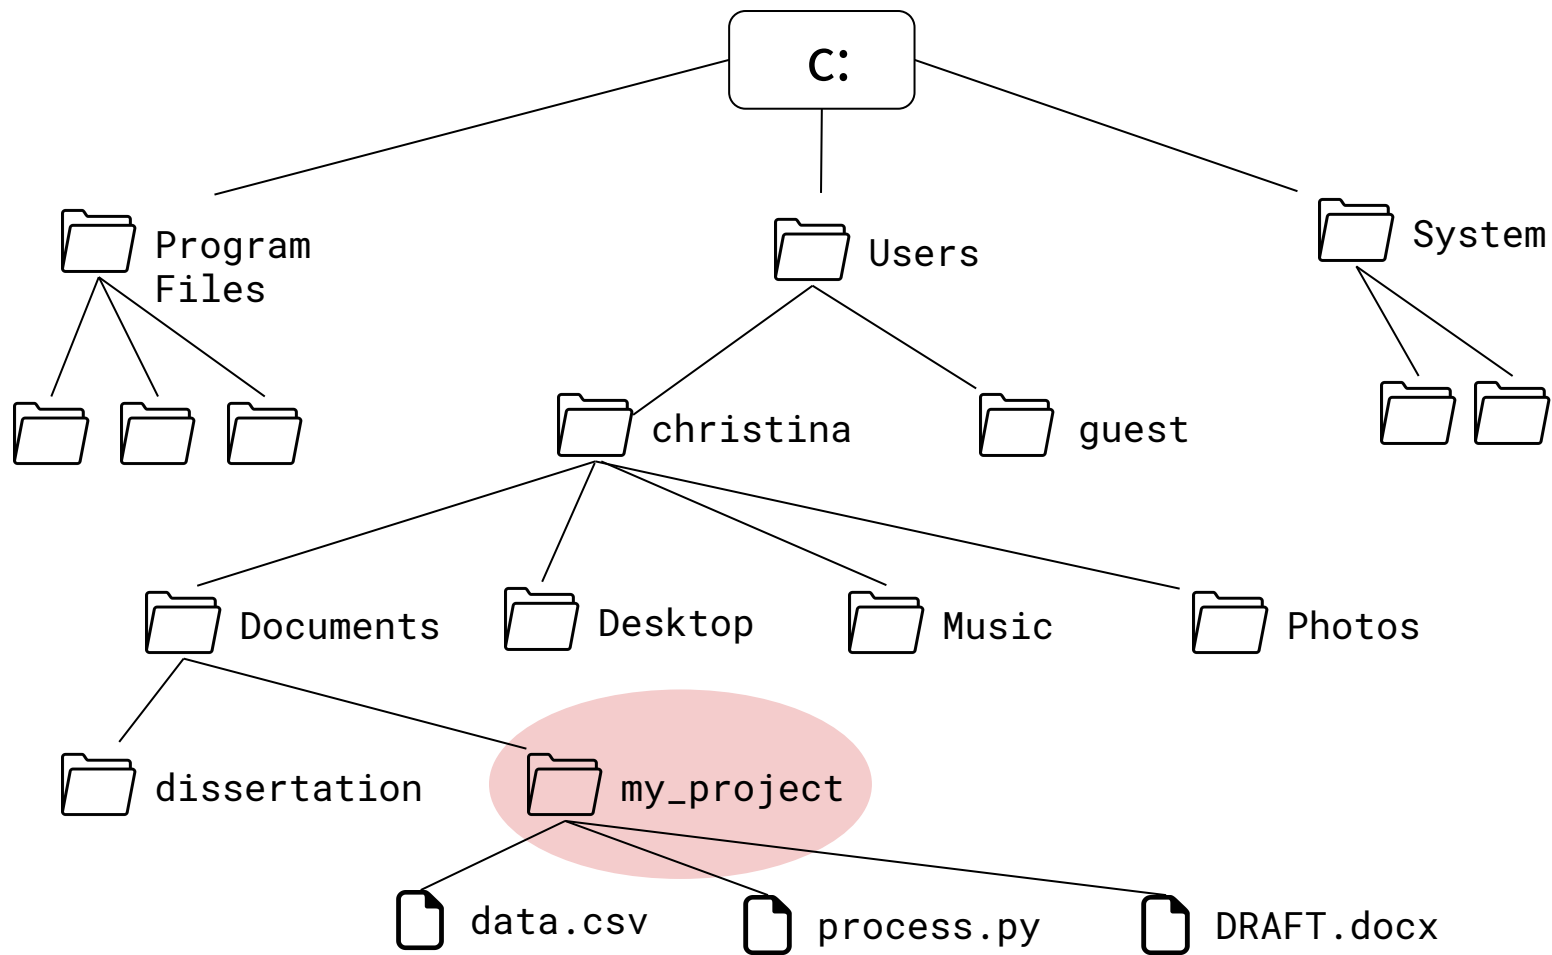 C:
Program
Files
Users
System
christina
guest
Documents
Desktop
Music
Photos
dissertation
my_project
data.csv
process.py
DRAFT.docx